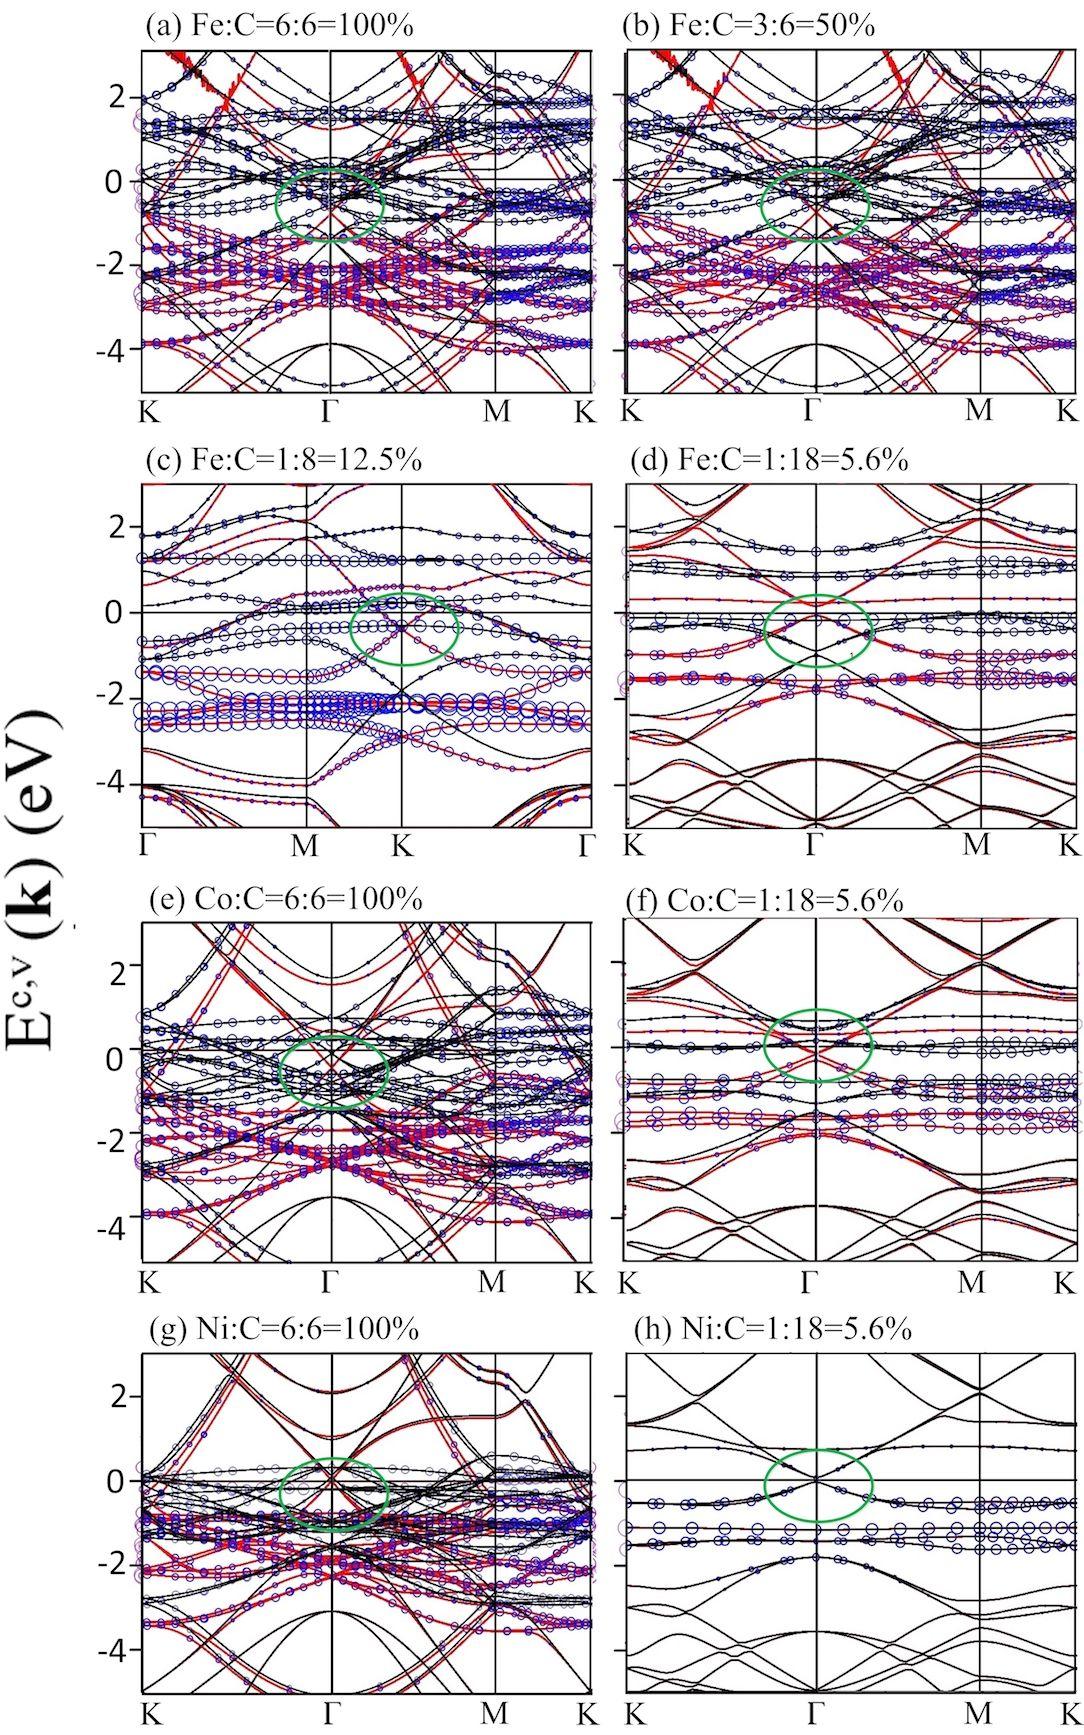 E^c,v (k) (eV)
(a) Fe:C=6:6=100%
(b) Fe:C=3:6=50%
2
0
-2
-4
K Γ M K
K Γ M K
(c) Fe:C=1:8=12.5%
(d) Fe:C=1:18=5.6%
2
0
-2
-4
Γ M K Γ
K Γ M K
(e) Co:C=6:6=100%
(f) Co:C=1:18=5.6%
2
0
-2
-4
K Γ M K
K Γ M K
(g) Ni:C=6:6=100%
(h) Ni:C=1:18=5.6%
2
0
-2
-4
K Γ M K
K Γ M K